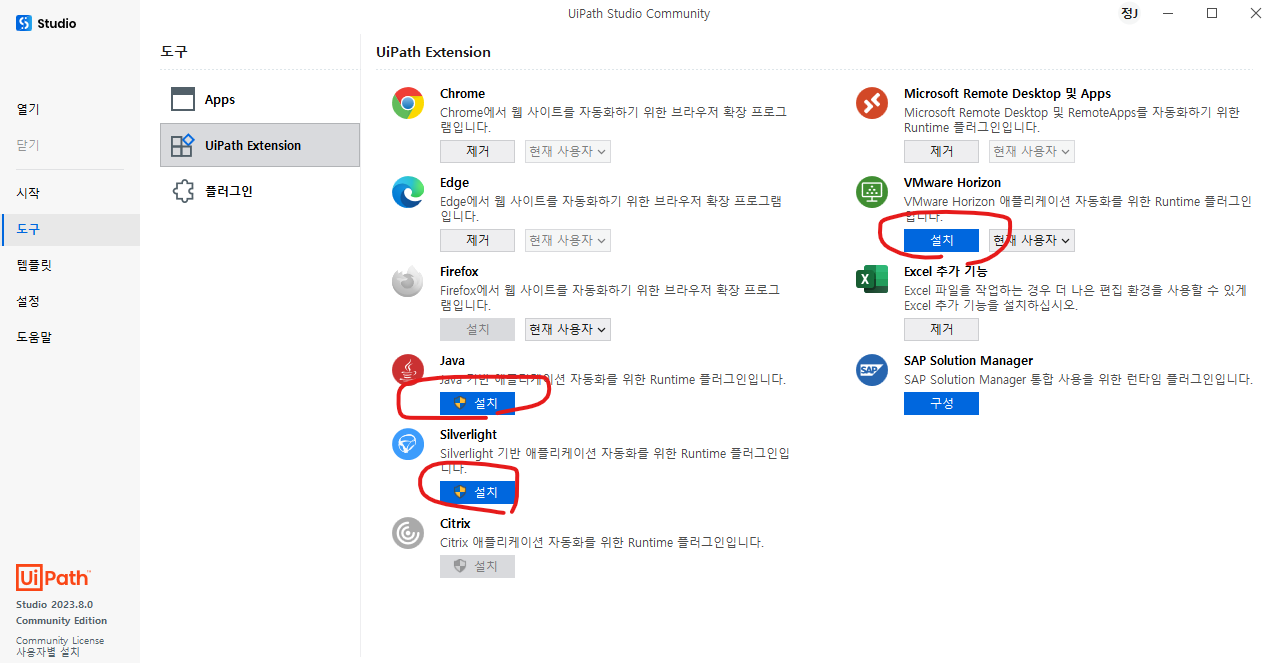 Studio
UiPath Studio Community
정J
열기
닫기
시작
도구
템플릿
설정
도움말
UiPath™
Studio 2023.8.0
Community Edition
Community License
사용자별 설치
도구
Apps
UiPath Extension
플러그인
UiPath Extension
Chrome
Chrome에서 웹 사이트를 자동화하기 위한 브라우저 확장 프로그
램입니다.
제거
현재 사용자
Edge
Edge에서 웹 사이트를 자동화하기 위한 브라우저 확장 프로그램
입니다.
제거
현재 사용자
Firefox
Firefox에서 웹 사이트를 자동화하기 위한 브라우저 확장 프로그
램입니다.
설치
현재 사용자
Java
Java 기반 애플리케이션 자동화를 위한 Runtime 플러그인입니다.
설치
Silverlight
Silverlight 기반 애플리케이션 자동화를 위한 Runtime 플러그인입
니다.
설치
Citrix
Citrix 애플리케이션 자동화를 위한 Runtime 플러그인입니다.
설치
Microsoft Remote Desktop 및 Apps
Microsoft Remote Desktop 및 RemoteApps를 자동화하기 위한
Runtime 플러그인입니다.
제거
현재 사용자
VMware Horizon
VMware Horizon 애플리케이션 자동화를 위한 Runtime 플러그인
입니다.
설치
현재 사용자
X
Excel 추가 기능
Excel 파일을 작업하는 경우 더 나은 편집 환경을 사용할 수 있게
Excel 추가 기능을 설치하십시오.
제거
SAP
SAP Solution Manager
SAP Solution Manager 통합 사용을 위한 런타임 플러그인입니다.
구성